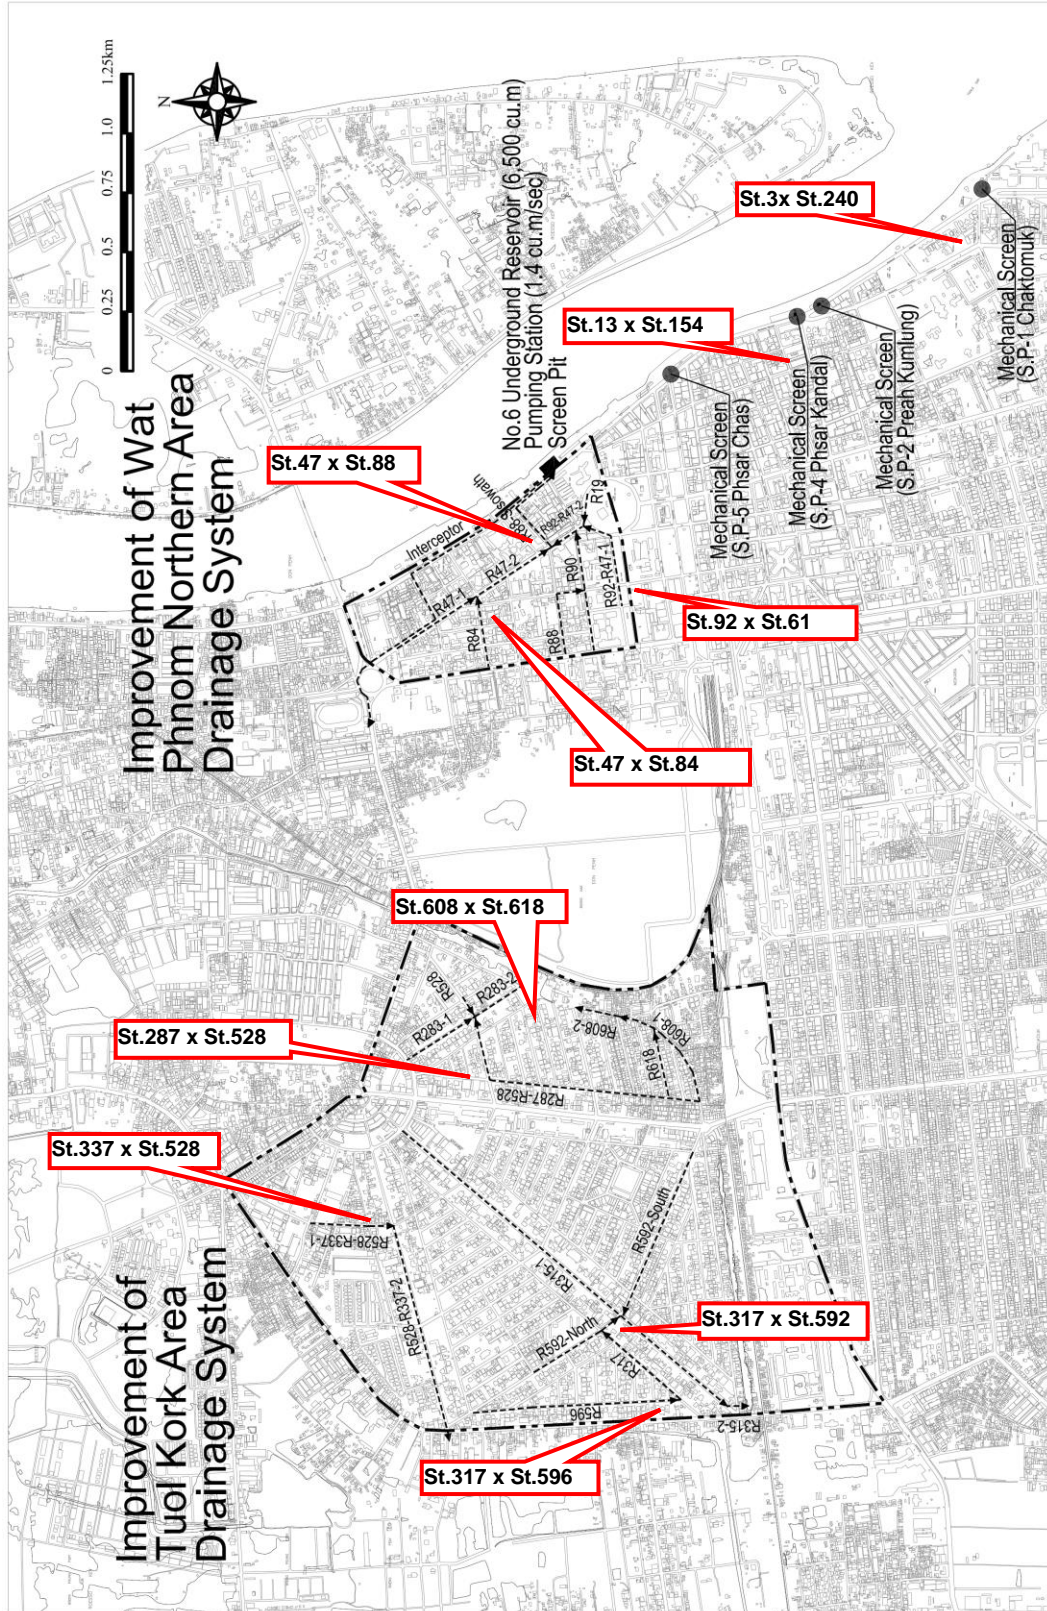 Improvement of Wat
Phnom Northern Area
Drainage System
0
0.25
0.5
0.75
1.0
1.25km
N
No.6 Underground Reservoir (6,500 cu.m)
Pumping Station (1.4 cu.m/sec)
Screen Pit
St.3x St.240
St.13 x St.154
St.47 x St.88
St.92 x St.61
St.47 x St.84
Mechanical Screen
(S.P-5 Phsar Chas)
Mechanical Screen
(S.P-4 Phsar Kandal)
Mechanical Screen
(S.P-2 Preah Kumlung)
Mechanical Screen
(S.P-1 Chaktomuk)
Interceptor
R47-1
R47-2
R84
R88
R90
R92-R47-1
R92-R47-2
R19
St.608 x St.618
St.287 x St.528
St.337 x St.528
St.317 x St.592
St.317 x St.596
R528
R283-1
R283-2
R287-R528
R608-2
R608-1
R618
R528-R337-1
R528-R337-2
R315-1
R592-South
R592-North
R317
R596
R315-2
Improvement of
Tuol Kork Area
Drainage System